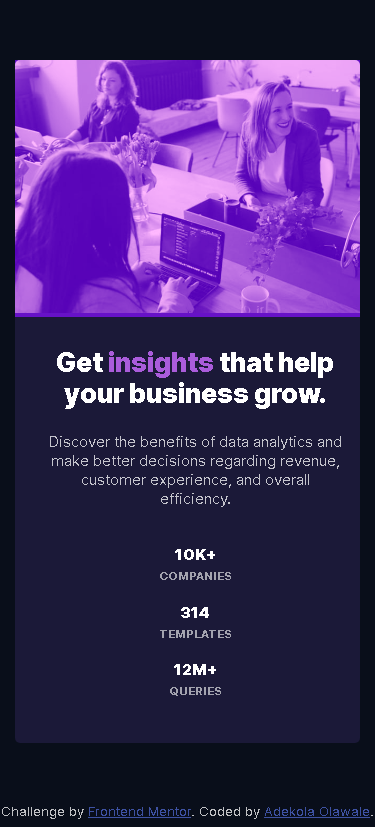 Get insights that help
your business grow.
Discover the benefits of data analytics and
make better decisions regarding revenue,
customer experience, and overall
efficiency.
10K+
COMPANIES
314
TEMPLATES
12M+
QUERIES
Challenge by Frontend Mentor. Coded by Adekola Olawale.